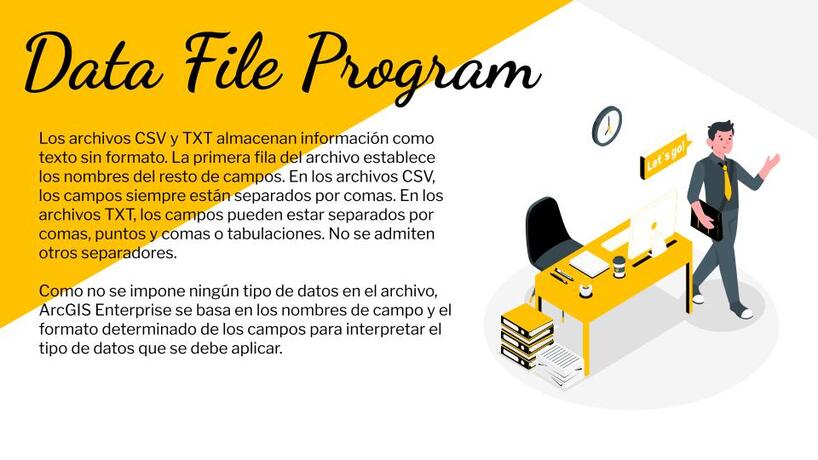 Data File Program
Los archivos CSV y TXT almacenan información como
texto sin formato. La primera fila del archivo establece
los nombres del resto de campos. En los archivos CSV,
los campos siempre están separados por comas. En los
archivos TXT, los campos pueden estar separados por
comas, puntos y comas o tabulaciones. No se admiten
otros separadores.
Como no se impone ningún tipo de datos en el archivo,
ArcGIS Enterprise se basa en los nombres de campo y el
formato determinado de los campos para interpretar el
tipo de datos que se debe aplicar.
Let´s go!